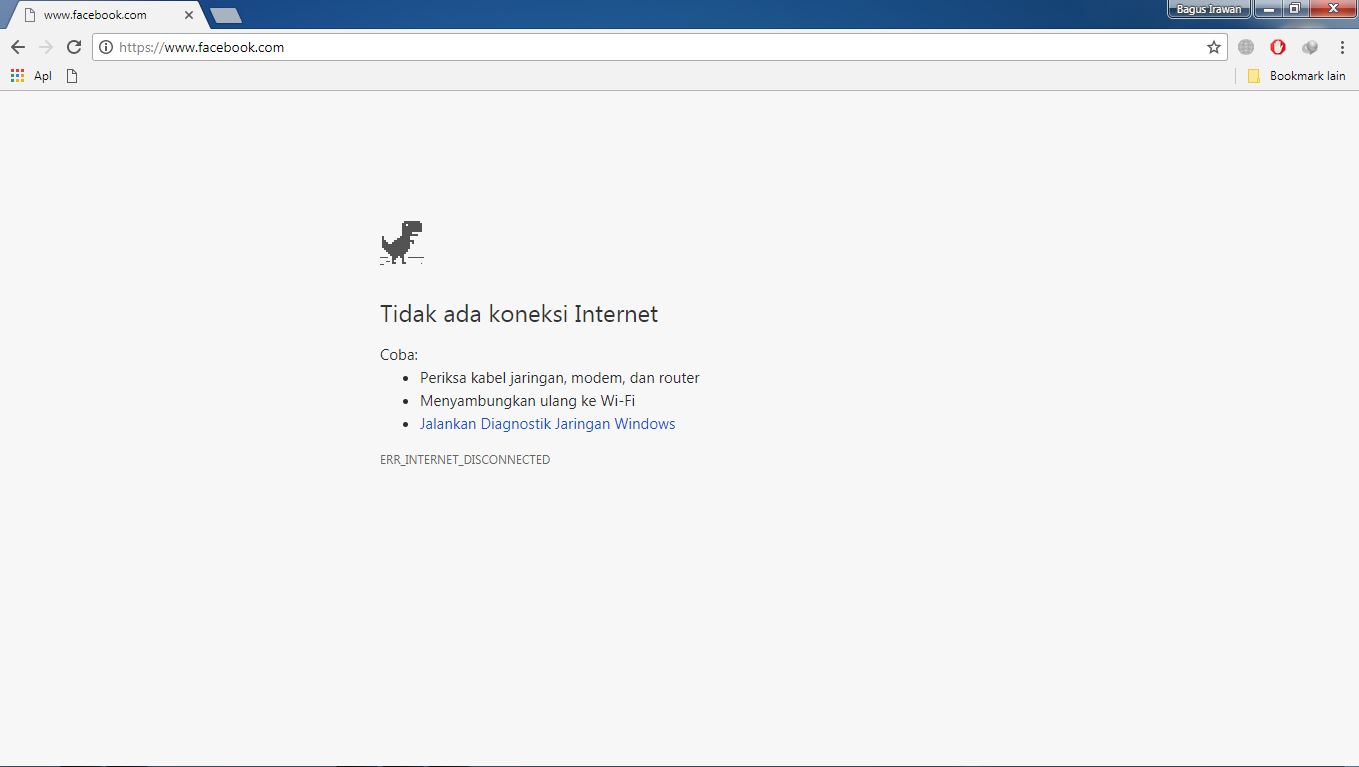 www.facebook.com
Bagus Irawan
https://www.facebook.com
Apl
Bookmark lain
Tidak ada koneksi Internet
Coba:
Periksa kabel jaringan, modem, dan router
Menyambungkan ulang ke Wi-Fi
Jalankan Diagnostik Jaringan Windows
ERR_INTERNET_DISCONNECTED